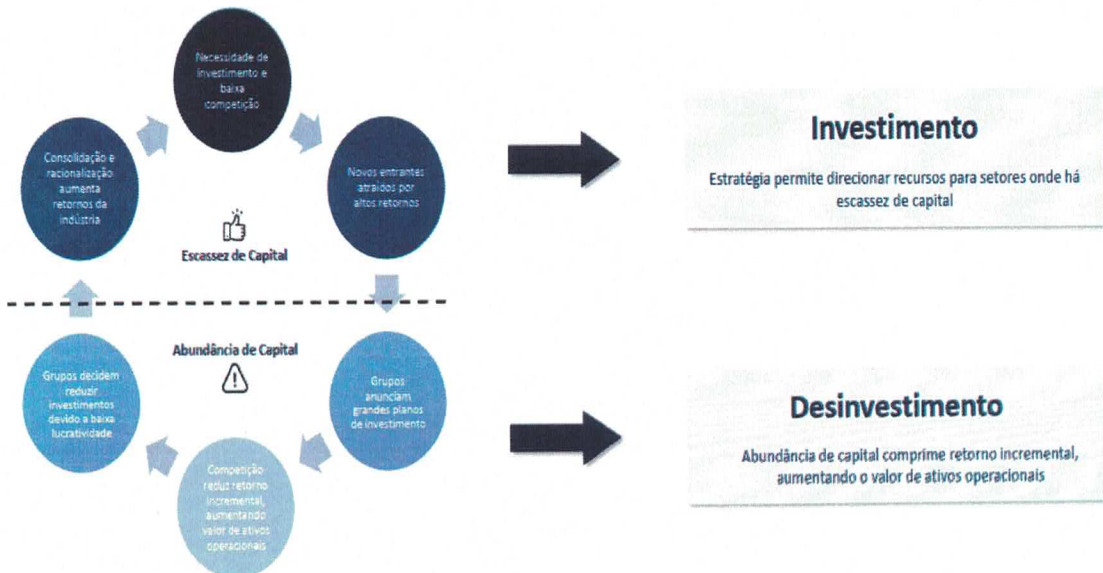 Necessidade de
investimento e
baixa
competição
Novos entrantes
atraídos por
altos retornos
Grupos
anunciam
grandes planos
de investimento
Competição
reduz retorno
incremental,
aumentando
valor de ativos
operacionais
Grupos decidem
reduzir
investimentos
devido a baixa
lucratividade
Consolidação e
racionalização
aumenta
retornos da
indústria
Escassez de Capital
Abundância de Capital
Investimento
Estratégia permite direcionar recursos para setores onde há
escassez de capital
Desinvestimento
Abundância de capital comprime retorno incremental,
aumentando o valor de ativos operacionais